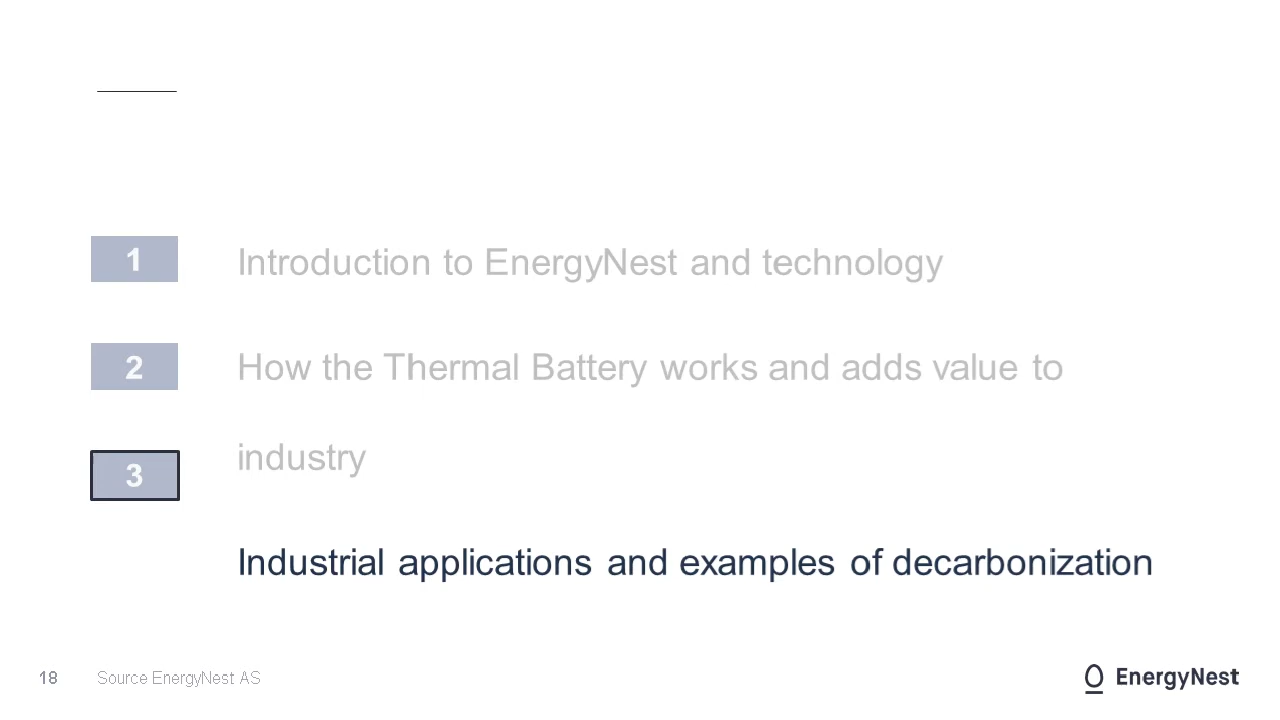 1
Introduction to EnergyNest and technology
2
How the Thermal Battery works and adds value to
industry
3
Industrial applications and examples of decarbonization
18
Source EnergyNest AS
EnergyNest